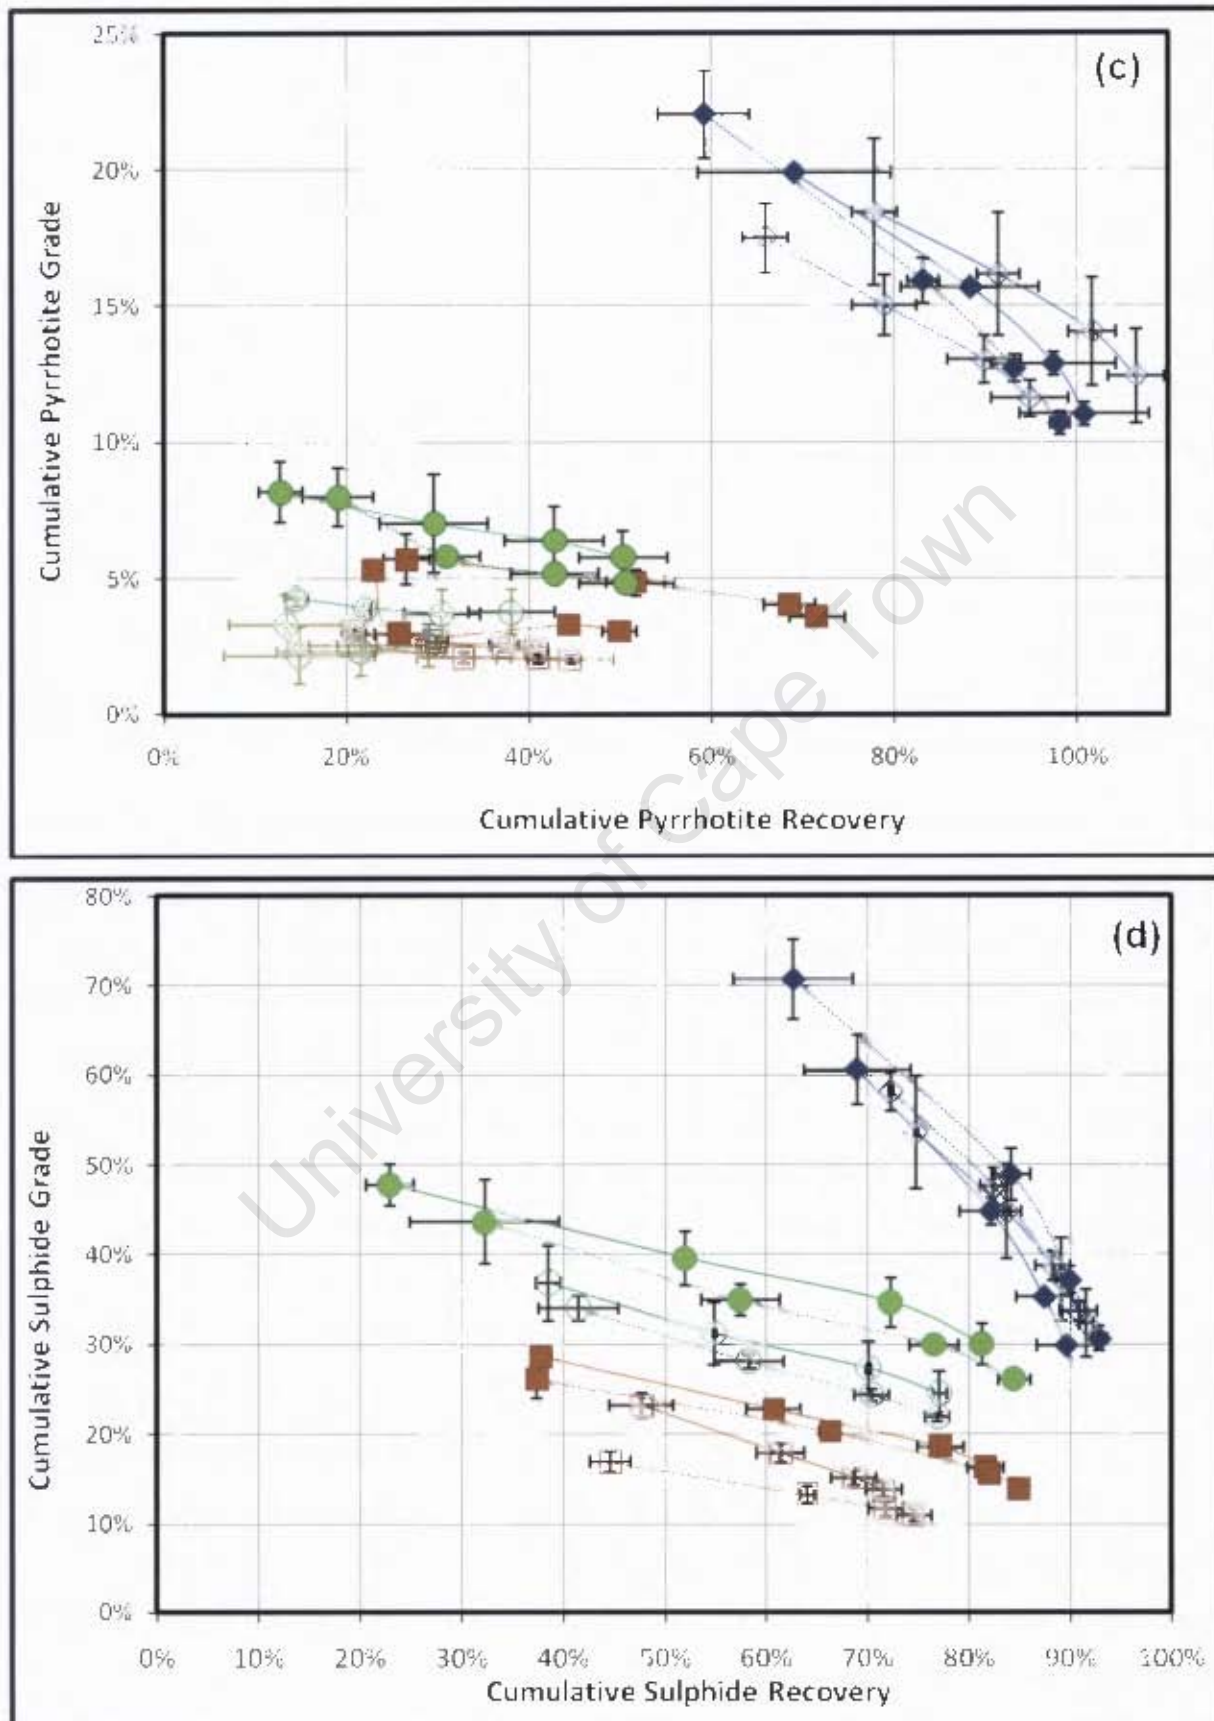 (c)
Cumulative Pyrrhotite Grade
25%
20%
15%
10%
5%
0%
0% 20% 40% 60% 80% 100%
Cumulative Pyrrhotite Recovery
(d)
Cumulative Sulphide Grade
80%
70%
60%
50%
40%
30%
20%
10%
0%
0% 10% 20% 30% 40% 50% 60% 70% 80% 90% 100%
Cumulative Sulphide Recovery
University of Cape Town